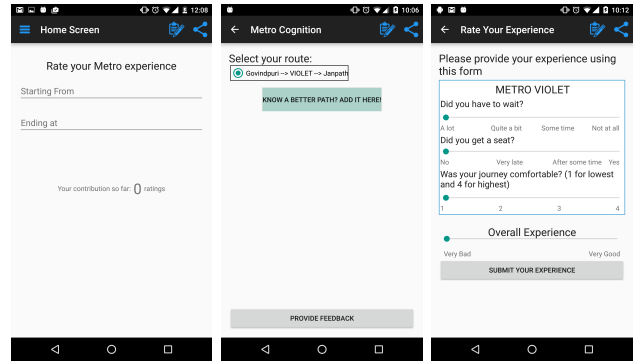 12:08
Home Screen
Rate your Metro experience
Starting From
Ending at
Your contribution so far: 0 ratings
10:06
Metro Cognition
Select your route:
Govindpuri --> VIOLET --> Janpath
KNOW A BETTER PATH? ADD IT HERE!
PROVIDE FEEDBACK
10:12
Rate Your Experience
Please provide your experience using
this form
METRO VIOLET
Did you have to wait?
A lot Quite a bit Some time Not at all
Did you get a seat?
No Very late After some time Yes
Was your journey comfortable? (1 for lowest
and 4 for highest)
1 2 3 4
Overall Experience
Very Bad Very Good
SUBMIT YOUR EXPERIENCE